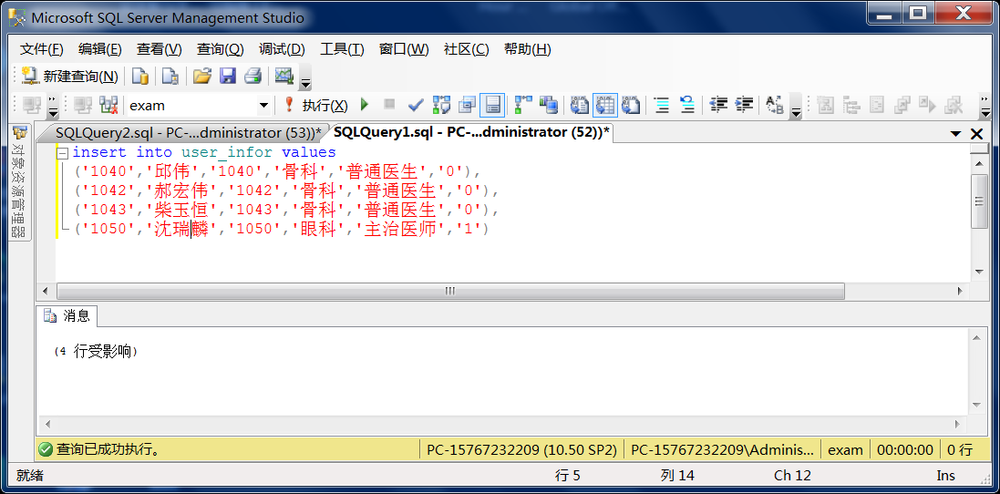 Microsoft SQL Server Management Studio
文件(F) 编辑(E) 查看(V) 查询(Q) 调试(D) 工具(T) 窗口(W) 社区(C) 帮助(H)
新建查询(N)
exam 执行(X)
SQLQuery2.sql - PC-...dministrator (53))* SQLQuery1.sql - PC-...dministrator (52))*
对象资源管理器
insert into user_infor values
('1040','邱伟','1040','骨科','普通医生','0'),
('1042','郝宏伟','1042','骨科','普通医生','0'),
('1043','柴玉恒','1043','骨科','普通医生','0'),
('1050','沈瑞麟','1050','眼科','主治医师','1')
消息
(4 行受影响)
查询已成功执行。 PC-15767232209 (10.50 SP2) PC-15767232209\Adminis... exam 00:00:00 0 行
就绪 行 5 列 14 Ch 12 Ins